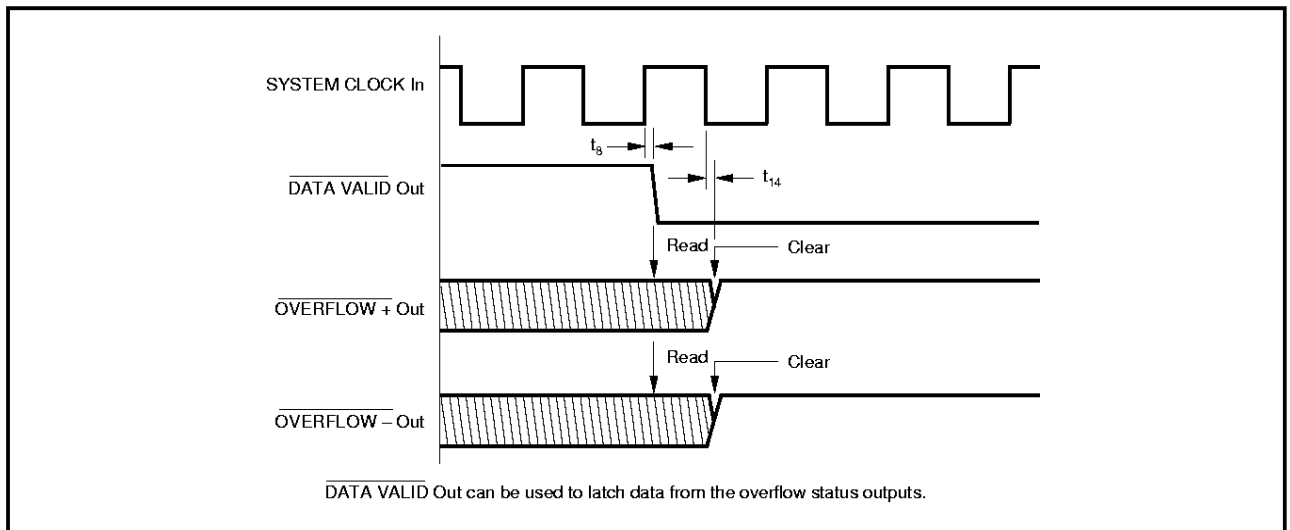 SYSTEM CLOCK In
t8
DATA VALID Out
t14
Read
Clear
OVERFLOW + Out
Read
Clear
OVERFLOW – Out
DATA VALID Out can be used to latch data from the overflow status outputs.